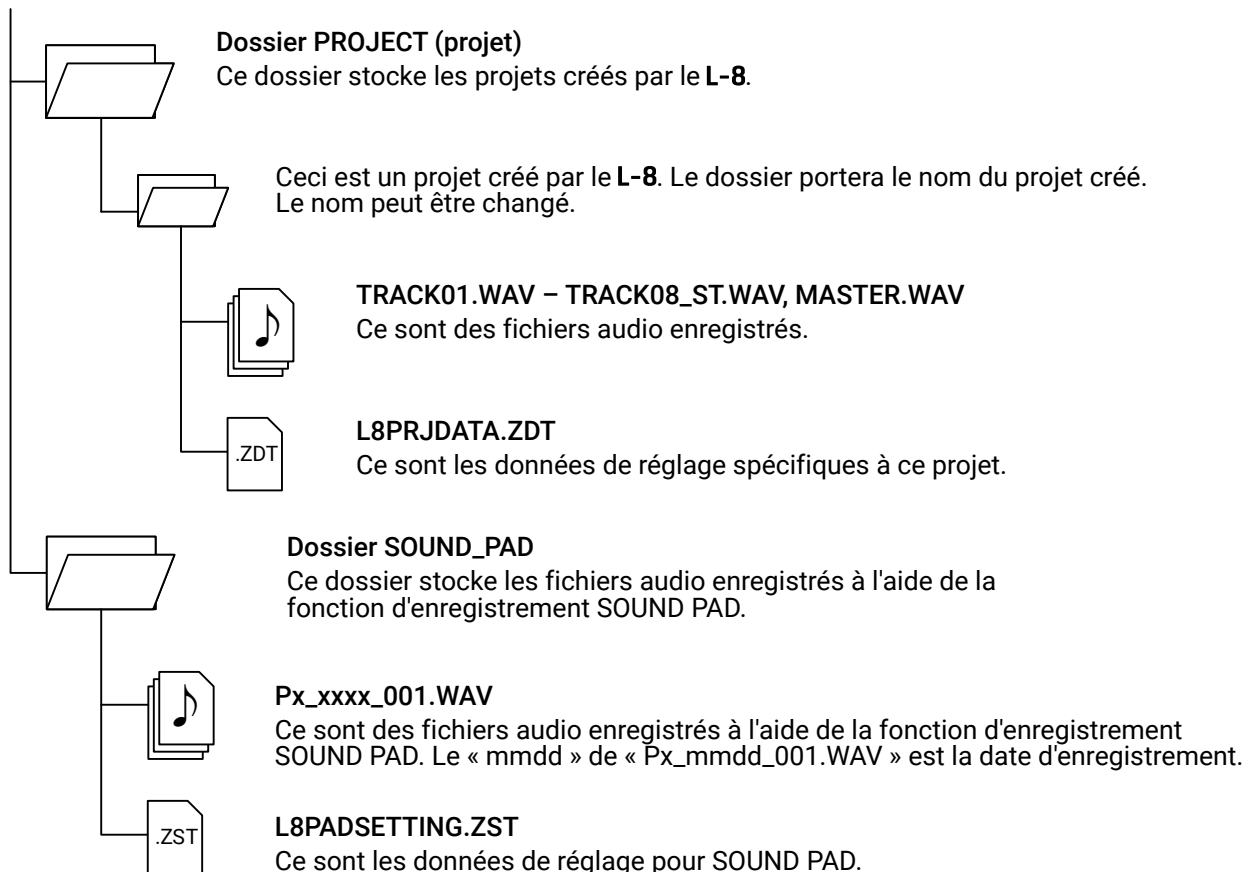 Dossier PROJECT (projet)
Ce dossier stocke les projets créés par le L-8.
Ceci est un projet créé par le L-8. Le dossier portera le nom du projet créé.
Le nom peut être changé.
TRACK01.WAV – TRACK08_ST.WAV, MASTER.WAV
Ce sont des fichiers audio enregistrés.
.ZDT
L8PRJDATA.ZDT
Ce sont les données de réglage spécifiques à ce projet.
Dossier SOUND_PAD
Ce dossier stocke les fichiers audio enregistrés à l'aide de la
fonction d'enregistrement SOUND PAD.
Px_xxxx_001.WAV
Ce sont des fichiers audio enregistrés à l'aide de la fonction d'enregistrement
SOUND PAD. Le « mmdd » de « Px_mmdd_001.WAV » est la date d'enregistrement.
.ZST
L8PADSETTING.ZST
Ce sont les données de réglage pour SOUND PAD.